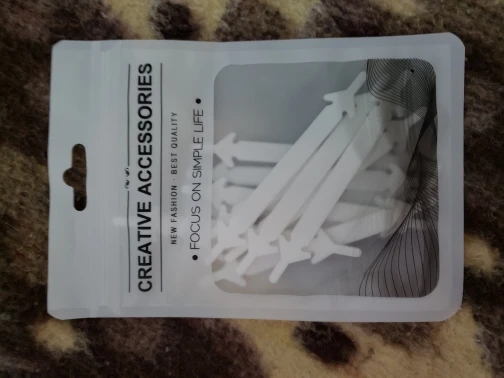 CREATIVE ACCESSORIES
NEW FASHION · BEST QUALITY
• FOCUS ON SIMPLE LIFE •